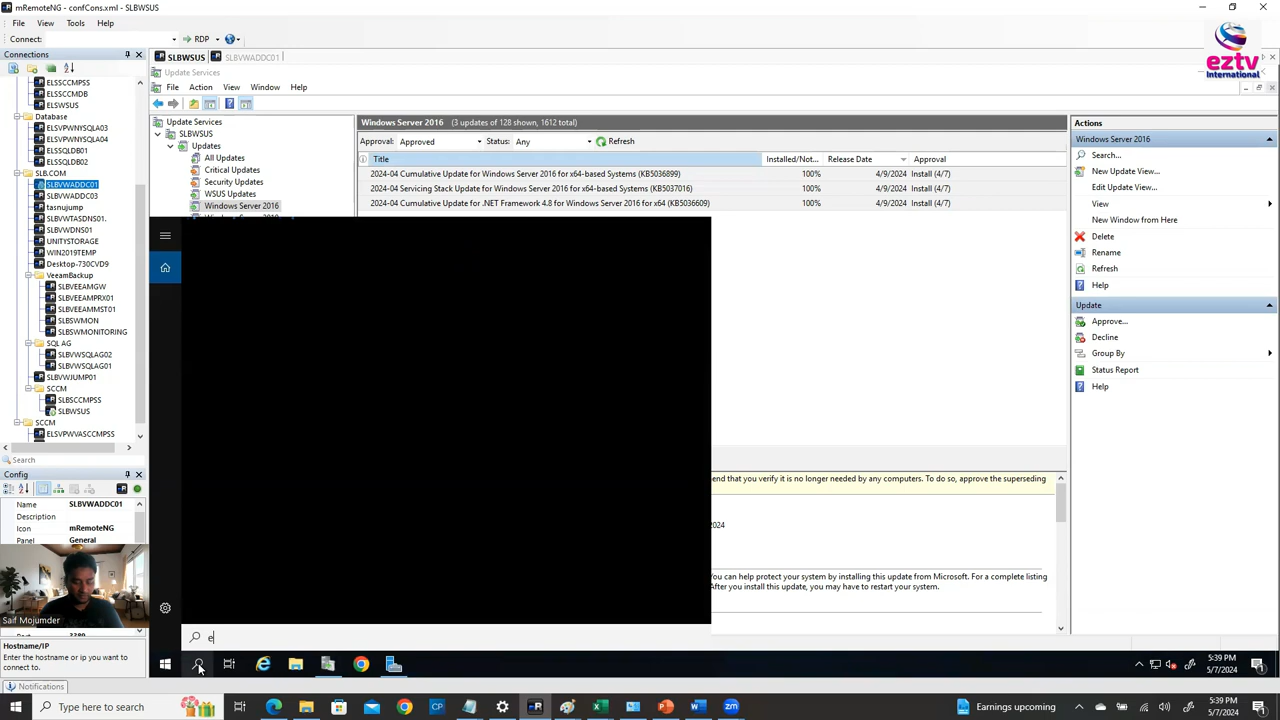 mRemoteNG - confCons.xml - SLBWSUS
File View Tools Help
Connect: RDP
Connections
SLBWSUS SLBVWADDC01
Update Services
File Action View Window Help
ELSSCCMPSS
ELSSCCMDB
ELSWSUS
Database
ELSVPWNYSQLA03
ELSVPWNYSQLA04
ELSSQLDB01
ELSSQLDB02
SLB.COM
SLBVWADDC01
SLBVWADDC03
tasnujump
SLBVWTASDNS01.
SLBVWDNS01
UNITYSTORAGE
WIN2019TEMP
Desktop-730CVD9
VeeamBackup
SLBVEEAMGW
SLBVEEAMPRX01
SLBVEEAMMST01
SLBSWMON
SLBSWMONITORING
SQL AG
SLBVWSQLAG02
SLBVWSQLAG01
SLBVWJUMP01
SCCM
SLBSCCMPSS
SLBWSUS
SCCM
ELSVPWVASCCMPSS
Search
Config
Name SLBVWADDC01
Description
Icon mRemoteNG
Panel General
Saif Mojumder
Hostname/IP
Enter the hostname or ip you want to
connect to.
Notifications
Update Services
SLBWSUS
Updates
All Updates
Critical Updates
Security Updates
WSUS Updates
Windows Server 2016
Windows Server 2016 (3 updates of 128 shown, 1612 total)
Approval: Approved Status: Any Refresh
Title Installed/Not... Release Date Approval
2024-04 Cumulative Update for Windows Server 2016 for x64-based Systems (KB5036899) 100% 4/9/2024 Install (4/7)
2024-04 Servicing Stack Update for Windows Server 2016 for x64-based Systems (KB5037016) 100% 4/9/2024 Install (4/7)
2024-04 Cumulative Update for .NET Framework 4.8 for Windows Server 2016 for x64 (KB5036609) 100% 4/9/2024 Install (4/7)
end that you verify it is no longer needed by any computers. To do so, approve the superseding
2024
You can help protect your system by installing this update from Microsoft. For a complete listing
After you install this update, you may have to restart your system.
e
Actions
Windows Server 2016
Search...
New Update View...
Edit Update View...
View
New Window from Here
Delete
Rename
Refresh
Help
Update
Approve...
Decline
Group By
Status Report
Help
eztv
International
5:39 PM
5/7/2024
Type here to search
Earnings upcoming
5:39 PM
5/7/2024